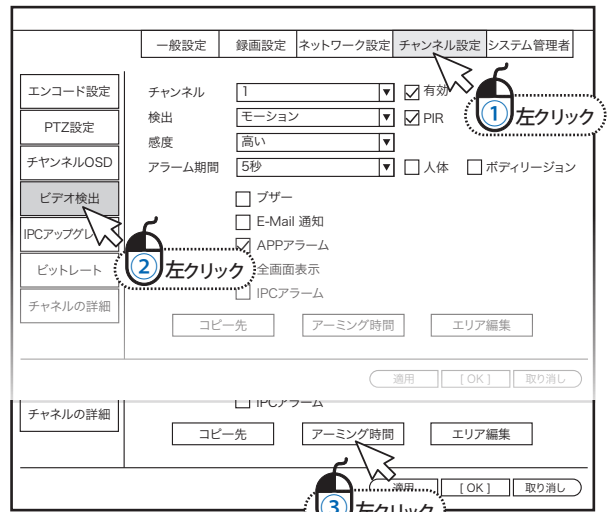 一般設定 録画設定 ネットワーク設定 チャンネル設定 システム管理者
エンコード設定
PTZ設定
チヤンネルOSD
ビデオ検出
IPCアップグレー
ビットレート
チャネルの詳細
チャンネル 1 有効
検出 モーション PIR
感度 高い
アラーム期間 5秒 人体 ボディリージョン
ブザー
E-Mail 通知
APPアラーム
全画面表示
IPCアラーム
コピー先 アーミング時間 エリア編集
適用 [ OK ] 取り消し
① 左クリック
② 左クリック
チャネルの詳細
IPCアラーム
コピー先 アーミング時間 エリア編集
適用 [ OK ] 取り消し
③ 左クリック